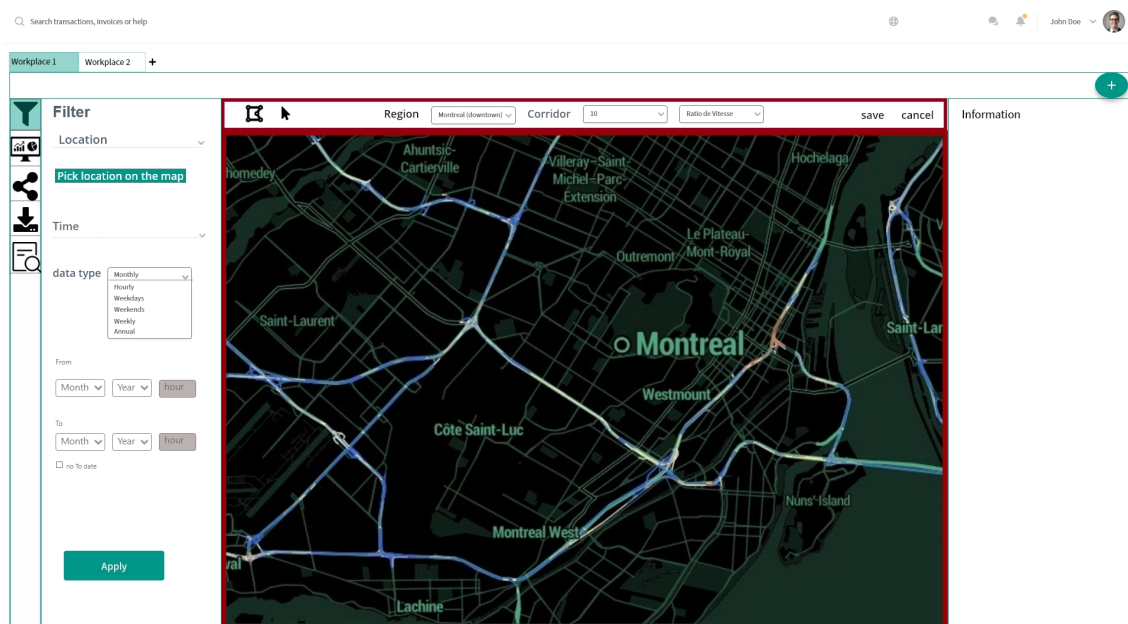 Search transactions, invoices or help
John Doe
Workplace 1
Workplace 2
+
+
Filter
Location
Pick location on the map
Time
data type
Monthly
Hourly
Weekdays
Weekends
Weekly
Annual
From
Month
Year
hour
To
Month
Year
hour
no To date
Apply
Region
Montreal (downtown)
Corridor
10
Ratio de Vitesse
save
cancel
Ahuntsic-
Cartierville
homedey
Villeray–Saint-
Michel–Parc-
Extension
Hochelaga
Le Plateau-
Mont-Royal
Outremont
Saint-Laurent
Montreal
Saint-Lar
Westmount
Côte Saint-Luc
Nuns' Island
Montreal West
val
Lachine
Information